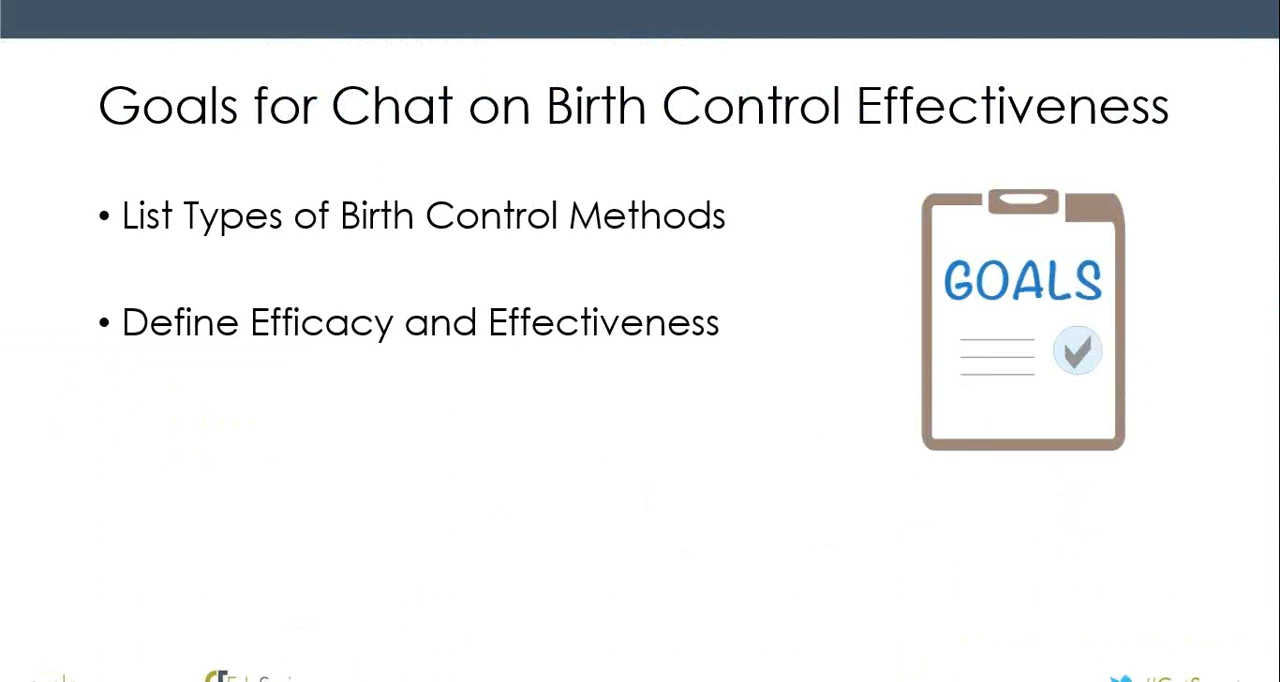 Goals for Chat on Birth Control Effectiveness
• List Types of Birth Control Methods
• Define Efficacy and Effectiveness
GOALS